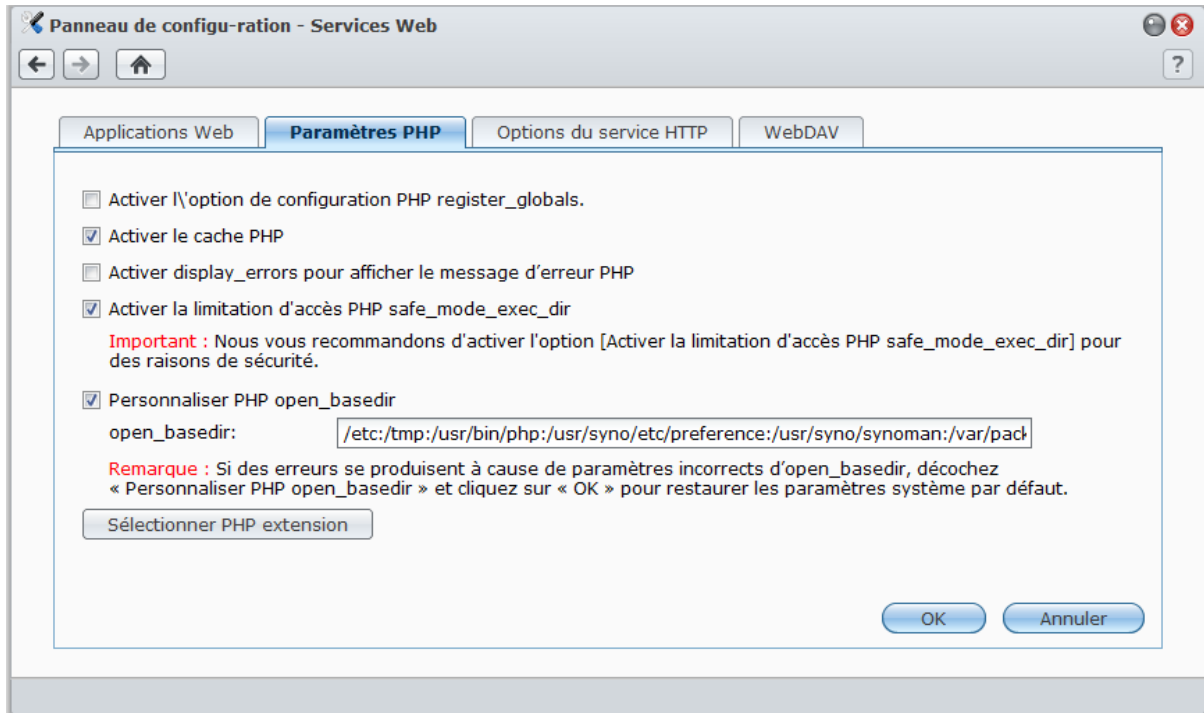 Panneau de configu-ration - Services Web
?
Applications Web
Paramètres PHP
Options du service HTTP
WebDAV
Activer l\'option de configuration PHP register_globals.
Activer le cache PHP
Activer display_errors pour afficher le message d´erreur PHP
Activer la limitation d'accès PHP safe_mode_exec_dir
Important : Nous vous recommandons d'activer l'option [Activer la limitation d'accès PHP safe_mode_exec_dir] pour
des raisons de sécurité.
Personnaliser PHP open_basedir
open_basedir:
/etc:/tmp:/usr/bin/php:/usr/syno/etc/preference:/usr/syno/synoman:/var/pack
Remarque : Si des erreurs se produisent à cause de paramètres incorrects d’open_basedir, décochez
« Personnaliser PHP open_basedir » et cliquez sur « OK » pour restaurer les paramètres système par défaut.
Sélectionner PHP extension
OK
Annuler